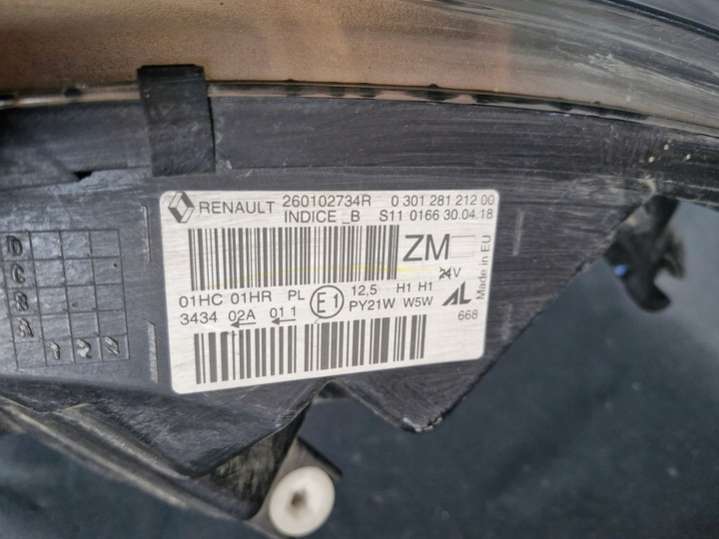 RENAULT 260102734R 0 301 281 212 00
INDICE _B S11 0166 30.04.18
ZM
Made in EU
24V
01HC 01HR PL E1 12,5 H1 H1
3434 02A 01 1 PY21W W5W
AL
668